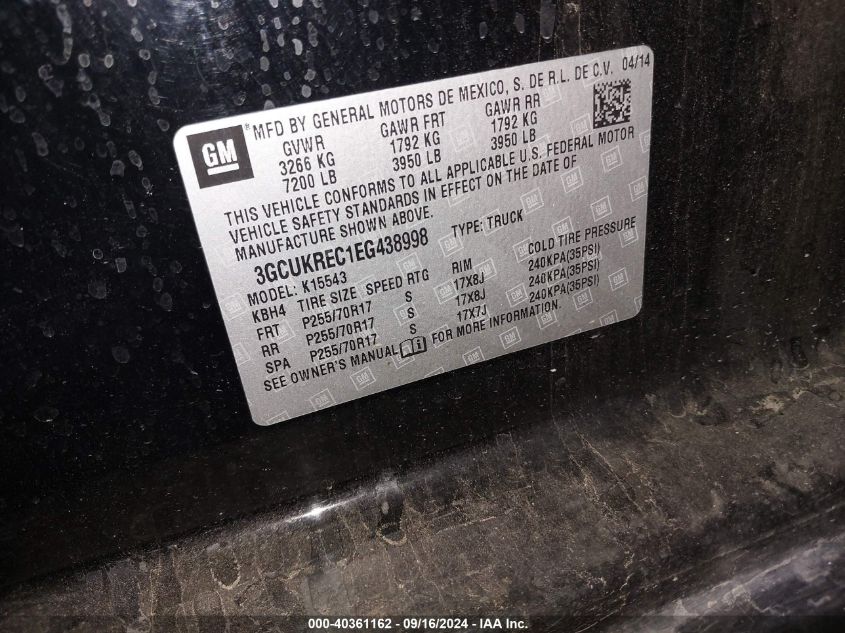 GM
® MFD BY GENERAL MOTORS DE MEXICO, S. DE R.L. DE C.V. 04/14
GVWR GAWR FRT GAWR RR
3266 KG 1792 KG 1792 KG
7200 LB 3950 LB 3950 LB
THIS VEHICLE CONFORMS TO ALL APPLICABLE U.S. FEDERAL MOTOR
VEHICLE SAFETY STANDARDS IN EFFECT ON THE DATE OF
MANUFACTURE SHOWN ABOVE.
3GCUKREC1EG438998 TYPE: TRUCK
MODEL: K15543
KBH4 TIRE SIZE SPEED RTG RIM COLD TIRE PRESSURE
FRT P255/70R17 S 17X8J 240KPA(35PSI)
RR P255/70R17 S 17X8J 240KPA(35PSI)
SPA P255/70R17 S 17X7J 240KPA(35PSI)
SEE OWNER'S MANUAL FOR MORE INFORMATION.
000-40361162 - 09/16/2024 - IAA Inc.